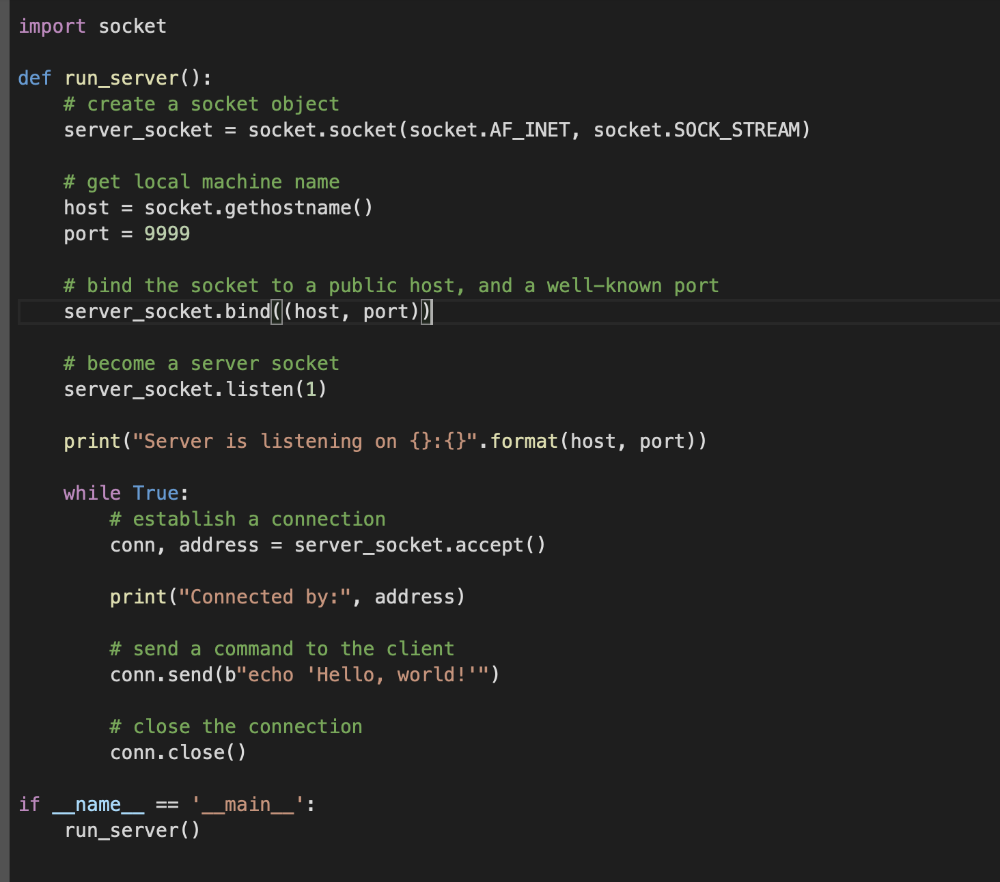 import socket

def run_server():
    # create a socket object
    server_socket = socket.socket(socket.AF_INET, socket.SOCK_STREAM)

    # get local machine name
    host = socket.gethostname()
    port = 9999

    # bind the socket to a public host, and a well-known port
    server_socket.bind((host, port))

    # become a server socket
    server_socket.listen(1)

    print("Server is listening on {}:{}".format(host, port))

    while True:
        # establish a connection
        conn, address = server_socket.accept()

        print("Connected by:", address)

        # send a command to the client
        conn.send(b"echo 'Hello, world!'")

        # close the connection
        conn.close()

if __name__ == '__main__':
    run_server()